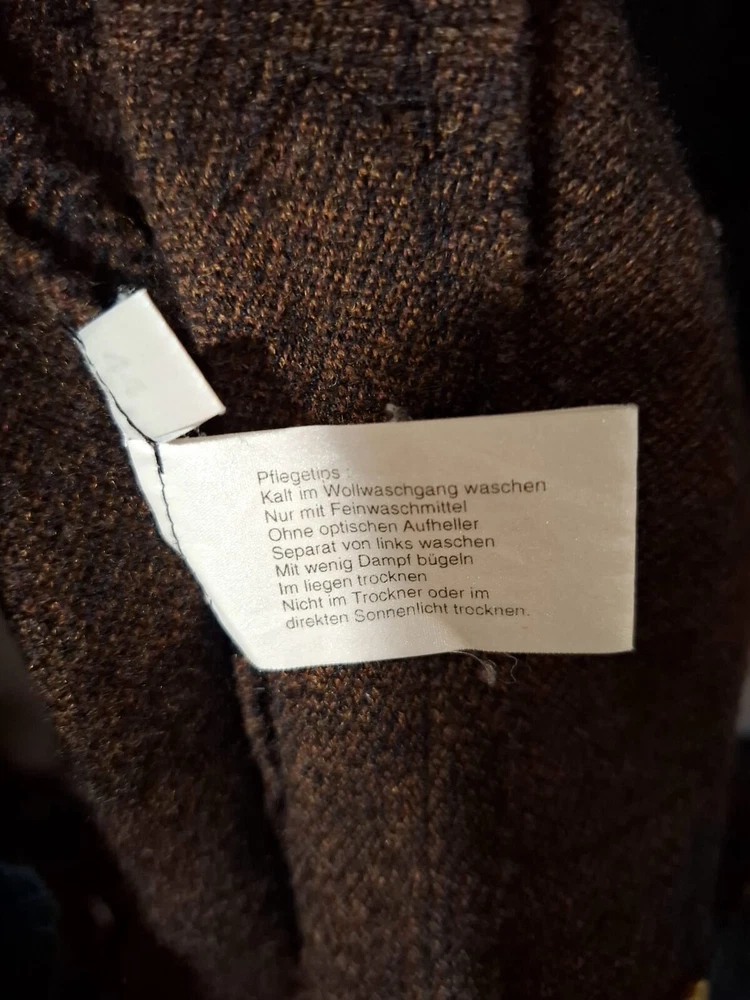 44
Pflegetips :
Kalt im Wollwaschgang waschen
Nur mit Feinwaschmittel
Ohne optischen Aufheller
Separat von links waschen
Mit wenig Dampf bügeln
Im liegen trocknen
Nicht im Trockner oder im
direkten Sonnenlicht trocknen.